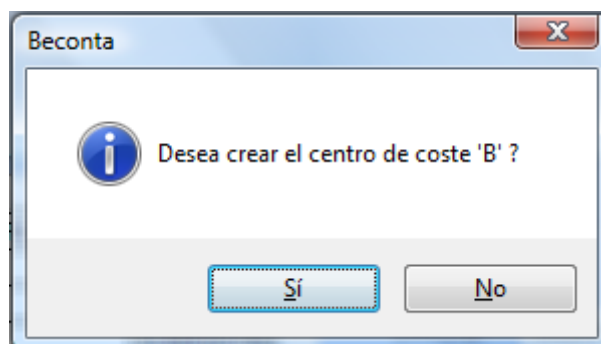 Beconta
Desea crear el centro de coste 'B' ?
Sí
No